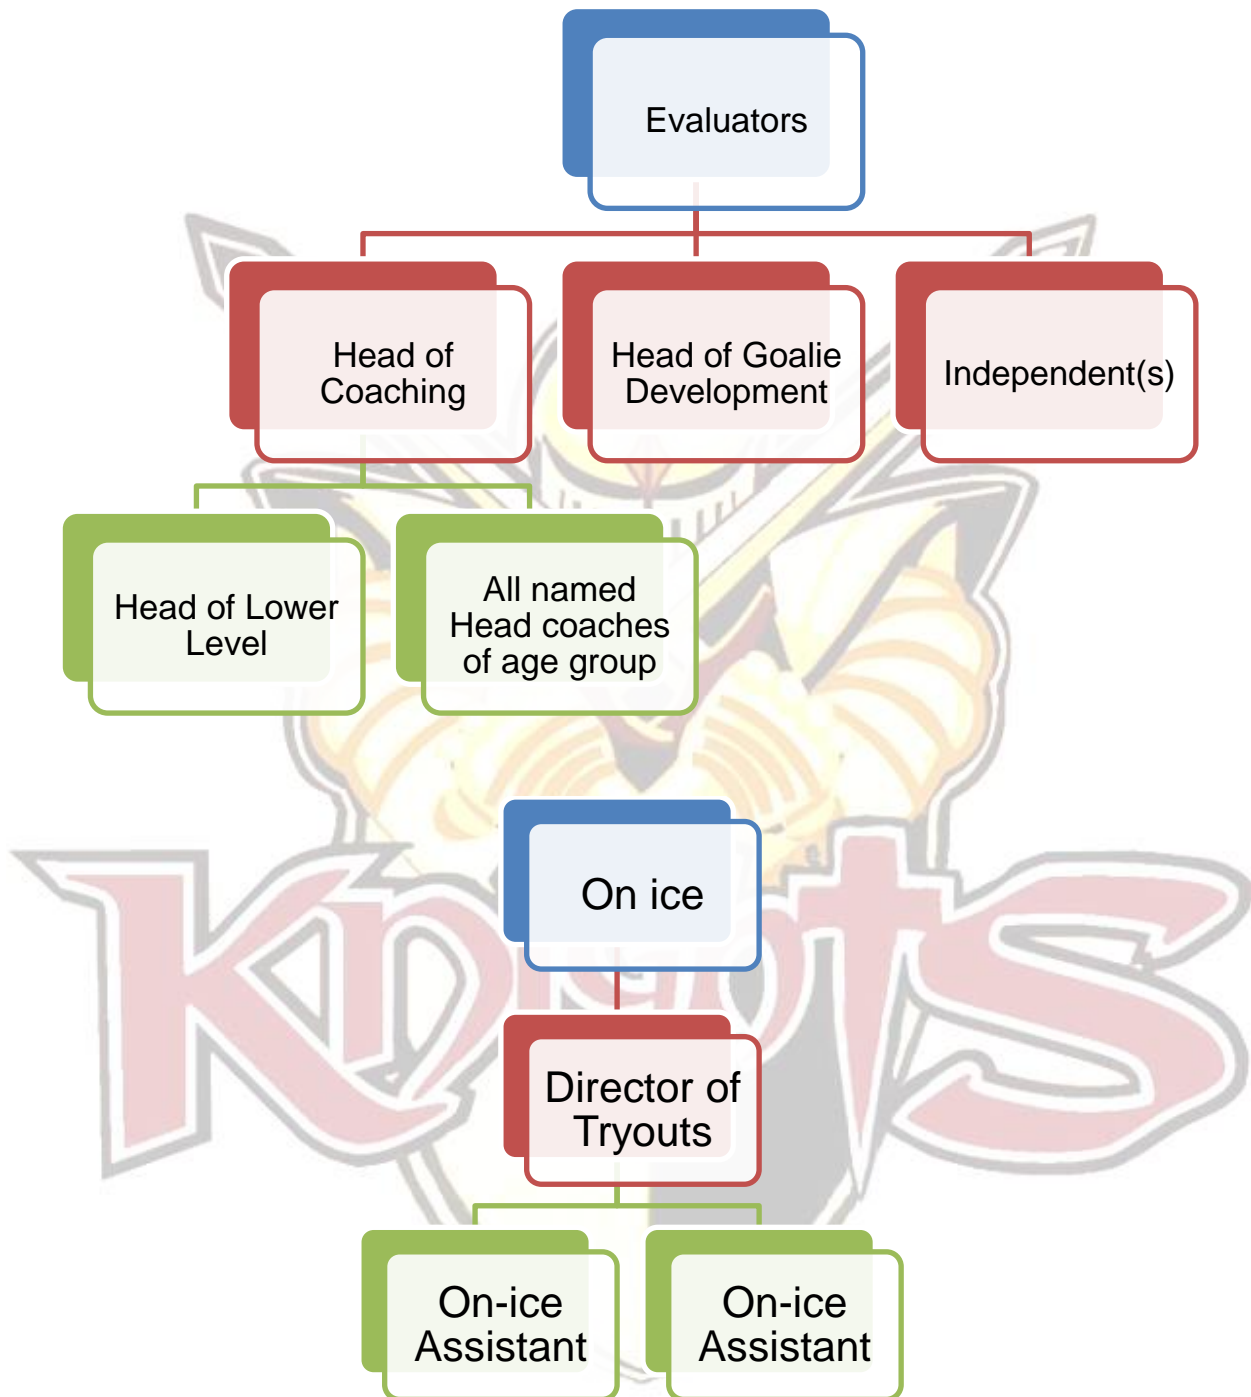 Evaluators
Head of
Coaching
Head of Goalie
Development
Independent(s)
Head of Lower
Level
All named
Head coaches
of age group
KnigHTS
On ice
Director of
Tryouts
On-ice
Assistant
On-ice
Assistant